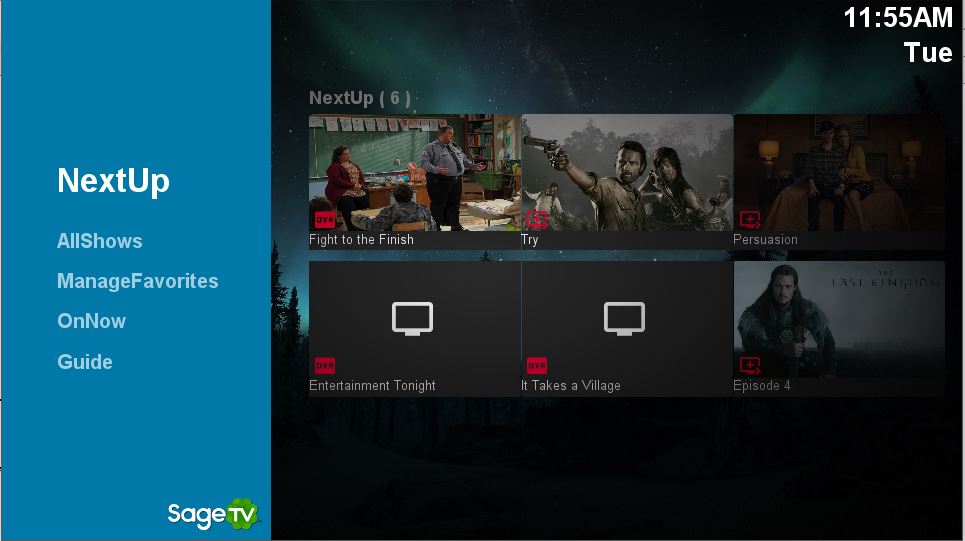 11:55AM
Tue
NextUp
AllShows
ManageFavorites
OnNow
Guide
SageTV
NextUp ( 6 )
DVR
Fight to the Finish
Try
Persuasion
DVR
Entertainment Tonight
DVR
It Takes a Village
THE
LAST KINGDOM
Episode 4